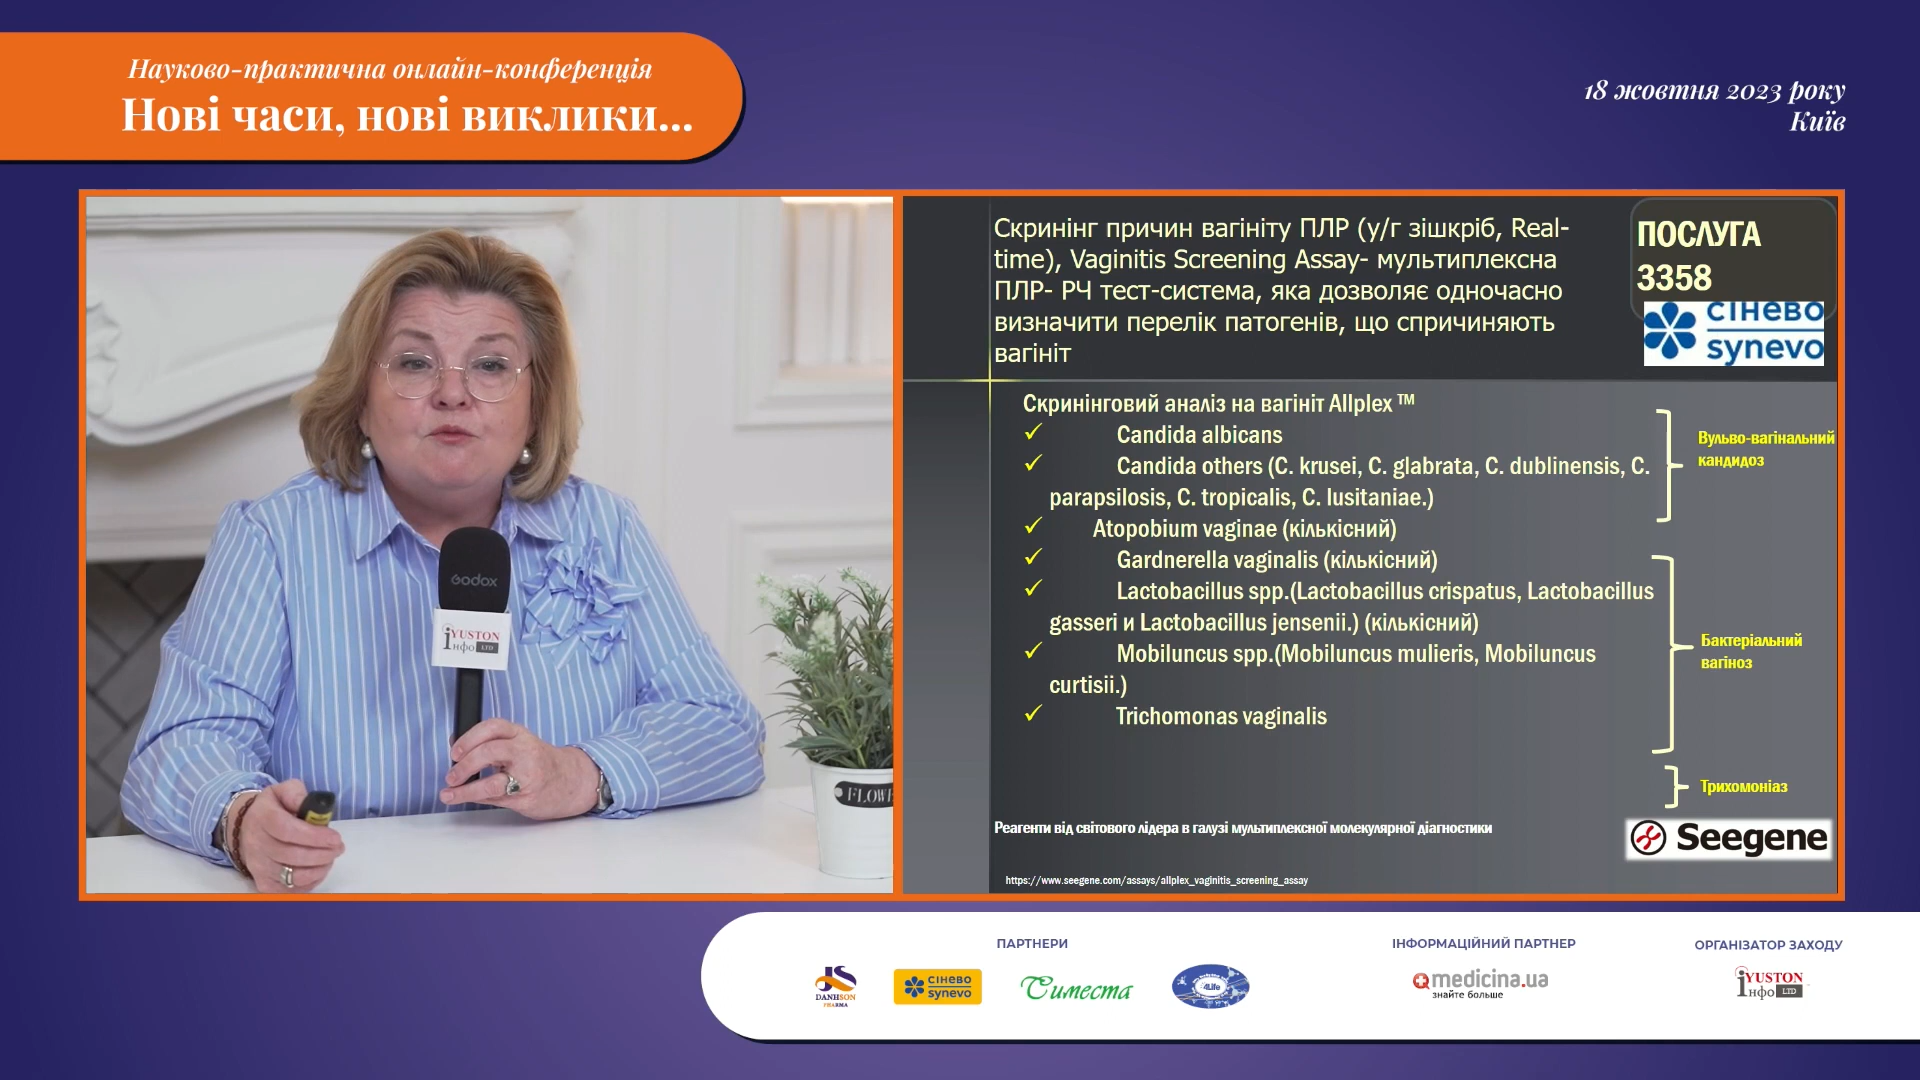 Науково-практична онлайн-конференція
Нові часи, нові виклики...
18 жовтня 2023 року
Київ
Скринінг причин вагініту ПЛР (у/г зішкріб, Real-
time), Vaginitis Screening Assay- мультиплексна
ПЛР- РЧ тест-система, яка дозволяє одночасно
визначити перелік патогенів, що спричиняють
вагініт
ПОСЛУГА
3358
СІНЕВО
synevo
Скринінговий аналіз на вагініт Allplex ™
✓ Candida albicans
✓ Candida others (C. krusei, C. glabrata, C. dublinensis, C.
parapsilosis, C. tropicalis, C. lusitaniae.)
✓ Atopobium vaginae (кількісний)
✓ Gardnerella vaginalis (кількісний)
✓ Lactobacillus spp.(Lactobacillus crispatus, Lactobacillus
gasseri и Lactobacillus jensenii.) (кількісний)
✓ Mobiluncus spp.(Mobiluncus mulieris, Mobiluncus
curtisii.)
✓ Trichomonas vaginalis
Вульво-вагінальний
кандидоз
Бактеріальний
вагіноз
Трихомоніаз
Реагенти від світового лідера в галузі мультиплексної молекулярної діагностики
Seegene
https://www.seegene.com/assays/allplex_vaginitis_screening_assay
Godox
YUSTON
iнфо LTD
FLOW
ПАРТНЕРИ
ІНФОРМАЦІЙНИЙ ПАРТНЕР
ОРГАНІЗАТОР ЗАХОДУ
DANHSON
PHARMA
СІНЕВО
synevo
Симеста
4Life
medicina.ua
знайте больше
YUSTON
iнфо LTD